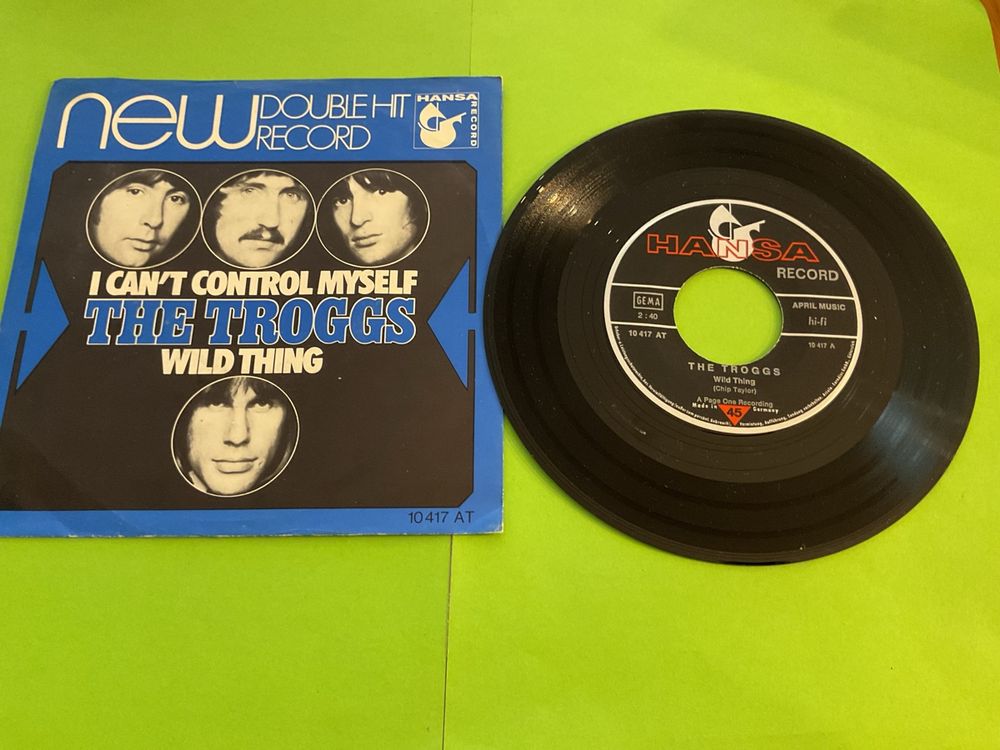 new DOUBLE HIT RECORD
HANSA RECORD
I CAN'T CONTROL MYSELF
THE TROGGS
WILD THING
10 417 AT
HANSA
RECORD
GEMA
2:40
10 417 AT
APRIL MUSIC
hi-fi
10 417 A
THE TROGGS
Wild Thing
(Chip Taylor)
A Page One Recording
Made in Germany
45